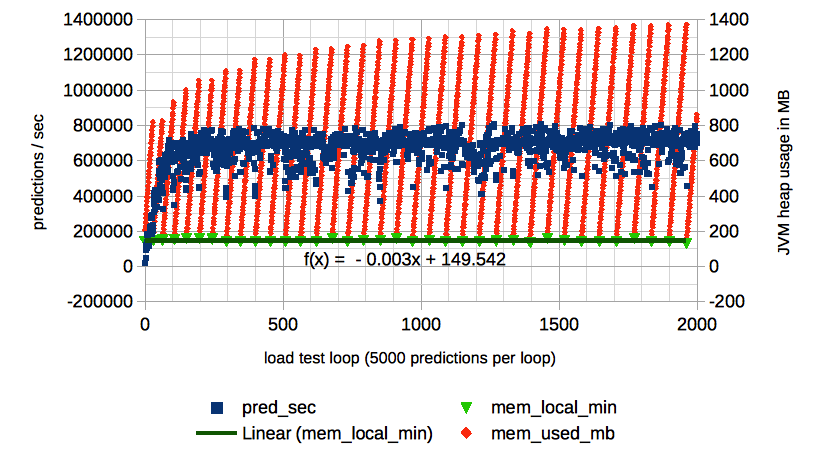 1400000
1200000
1000000
800000
600000
400000
200000
0
-200000
predictions / sec
1400
1200
1000
800
600
400
200
0
-200
JVM heap usage in MB
f(x) = - 0.003x + 149.542
0 500 1000 1500 2000
load test loop (5000 predictions per loop)
pred_sec mem_local_min
Linear (mem_local_min) mem_used_mb